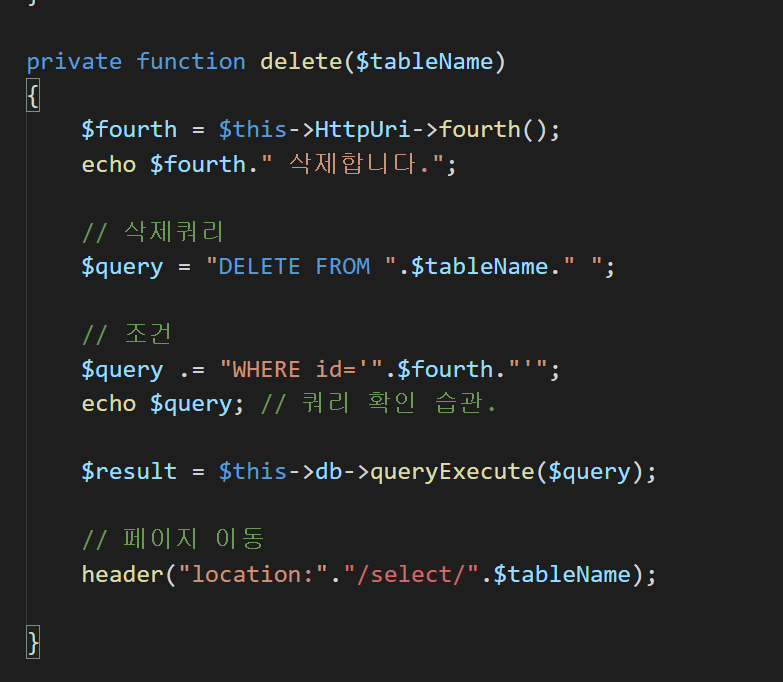 }
private function delete($tableName)
{
$fourth = $this->HttpUri->fourth();
echo $fourth." 삭제합니다.";
// 삭제쿼리
$query = "DELETE FROM ".$tableName." ";
// 조건
$query .= "WHERE id='".$fourth."'";
echo $query; // 쿼리 확인 습관.
$result = $this->db->queryExecute($query);
// 페이지 이동
header("location:"."/select/".$tableName);
}